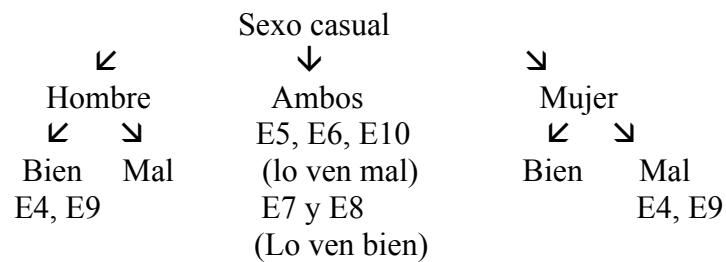 Sexo casual
Hombre Ambos Mujer
E5, E6, E10
Bien Mal (lo ven mal) Bien Mal
E4, E9 E7 y E8 E4, E9
(Lo ven bien)